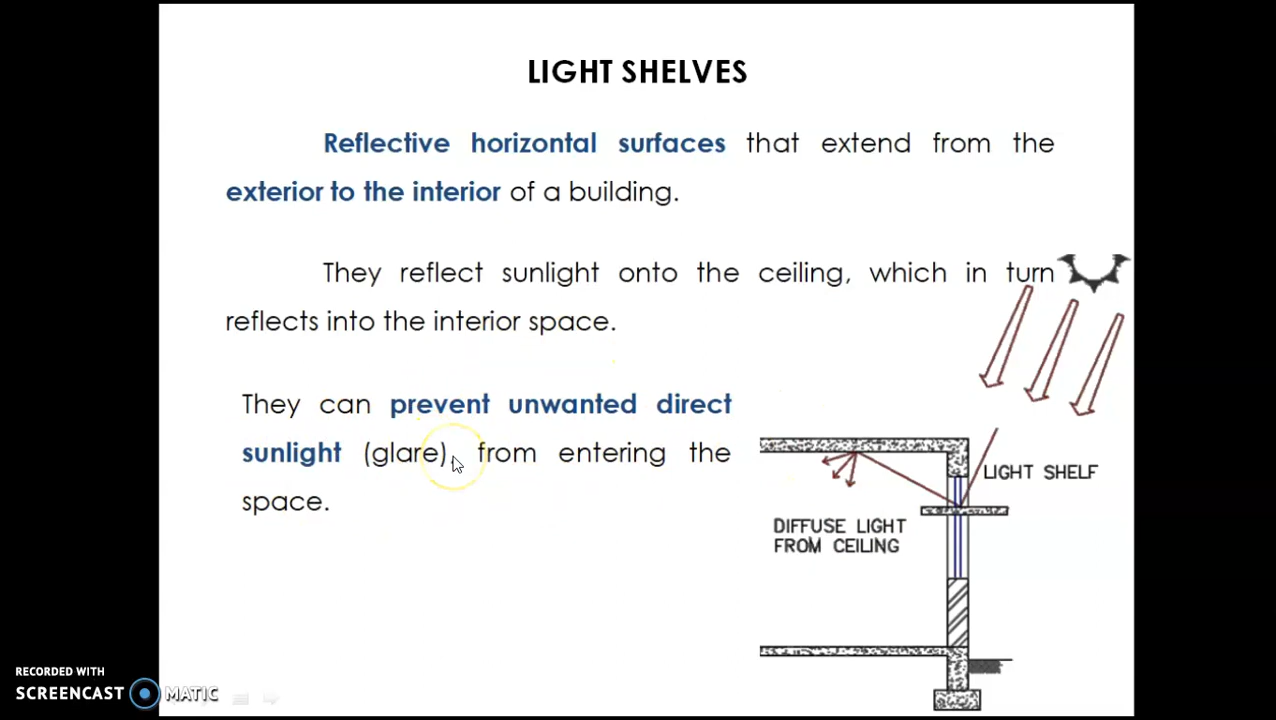 LIGHT SHELVES
Reflective horizontal surfaces that extend from the
exterior to the interior of a building.
They reflect sunlight onto the ceiling, which in turn
reflects into the interior space.
They can prevent unwanted direct
sunlight (glare), from entering the
space.
LIGHT SHELF
DIFFUSE LIGHT
FROM CEILING
RECORDED WITH
SCREENCAST MATIC